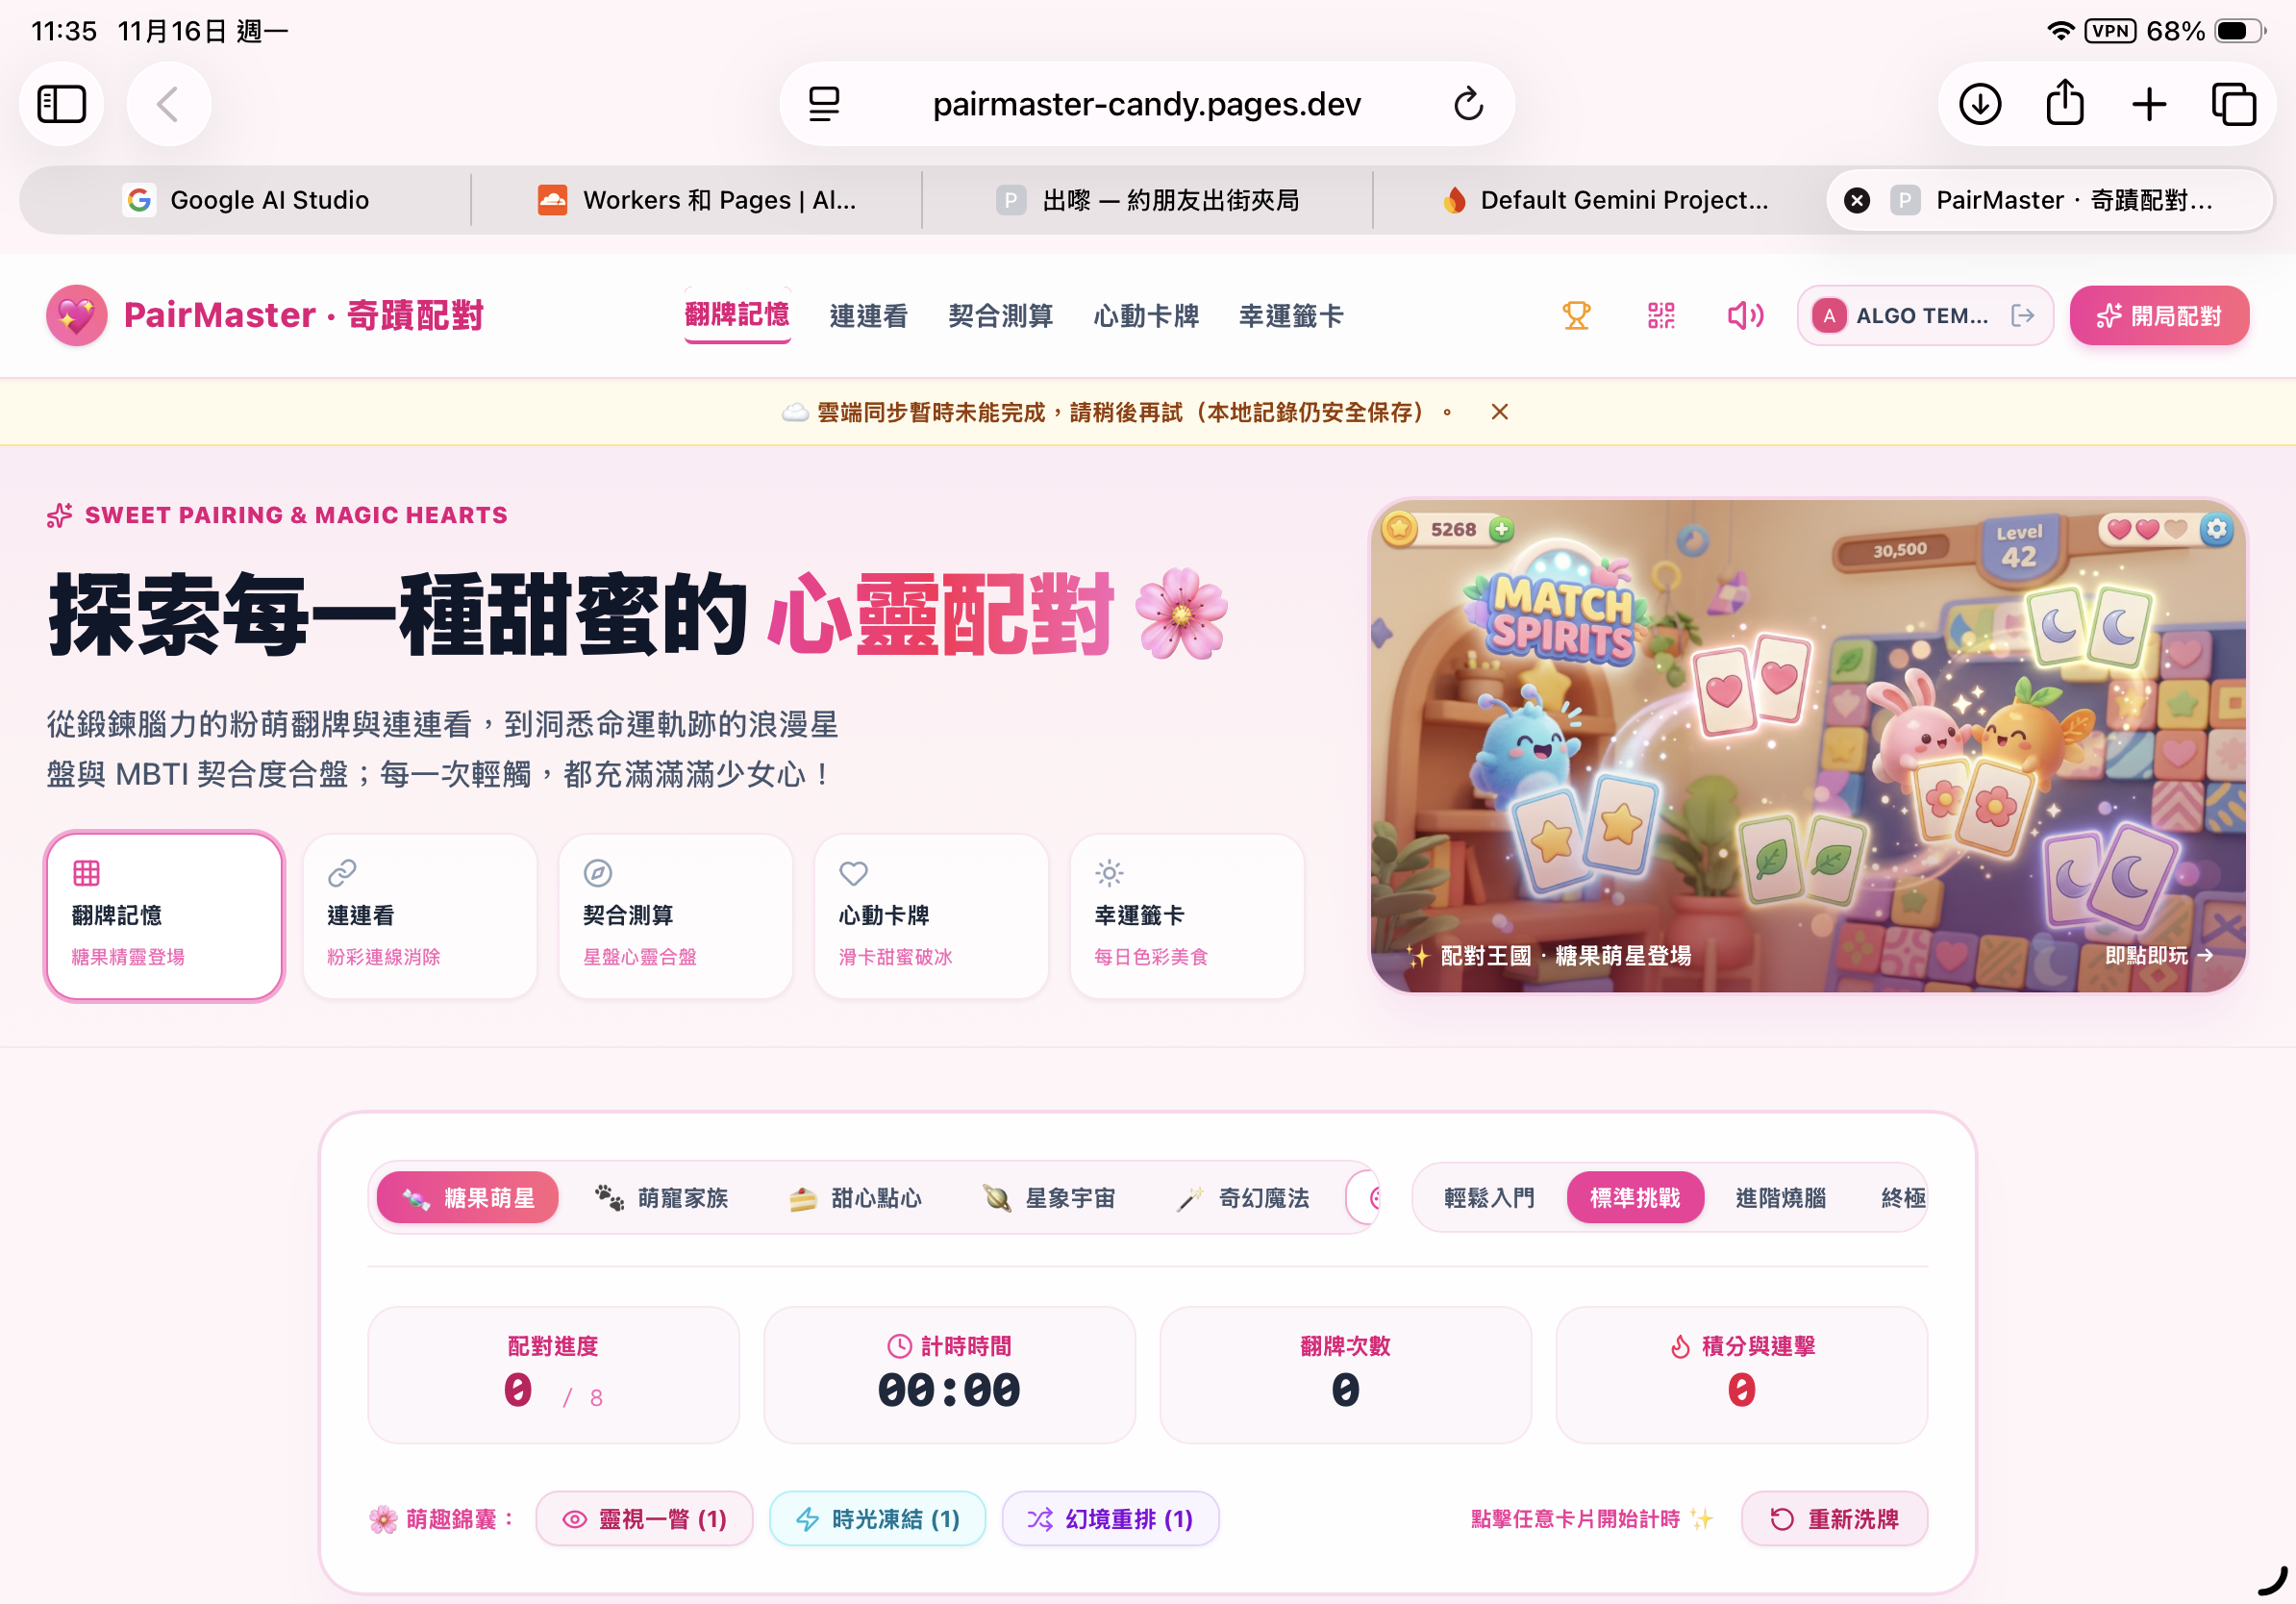 11:35 11月16日 週一
VPN 68%
pairmaster-candy.pages.dev
Google AI Studio
Workers 和 Pages | Al...
P 出嚟 — 約朋友出街夾局
Default Gemini Project...
P PairMaster · 奇蹟配對...
PairMaster · 奇蹟配對
翻牌記憶 連連看 契合測算 心動卡牌 幸運籤卡
A ALGO TEM...
開局配對
雲端同步暫時未能完成，請稍後再試（本地記錄仍安全保存）。
SWEET PAIRING & MAGIC HEARTS
探索每一種甜蜜的 心靈配對
從鍛鍊腦力的粉萌翻牌與連連看，到洞悉命運軌跡的浪漫星
盤與 MBTI 契合度合盤；每一次輕觸，都充滿滿滿少女心！
翻牌記憶
糖果精靈登場
連連看
粉彩連線消除
契合測算
星盤心靈合盤
心動卡牌
滑卡甜蜜破冰
幸運籤卡
每日色彩美食
5268
30,500
Level
42
MATCH
SPIRITS
配對王國 · 糖果萌星登場
即點即玩 →
糖果萌星 萌寵家族 甜心點心 星象宇宙 奇幻魔法
輕鬆入門 標準挑戰 進階燒腦 終極
配對進度
0 / 8
計時時間
00:00
翻牌次數
0
積分與連擊
0
萌趣錦囊：
靈視一瞥 (1)
時光凍結 (1)
幻境重排 (1)
點擊任意卡片開始計時
重新洗牌